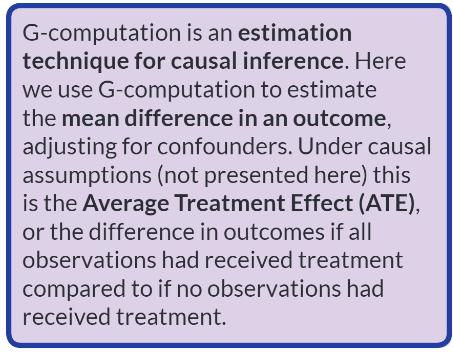 G-computation is an estimation
technique for causal inference. Here
we use G-computation to estimate
the mean difference in an outcome,
adjusting for confounders. Under causal
assumptions (not presented here) this
is the Average Treatment Effect (ATE),
or the difference in outcomes if all
observations had received treatment
compared to if no observations had
received treatment.